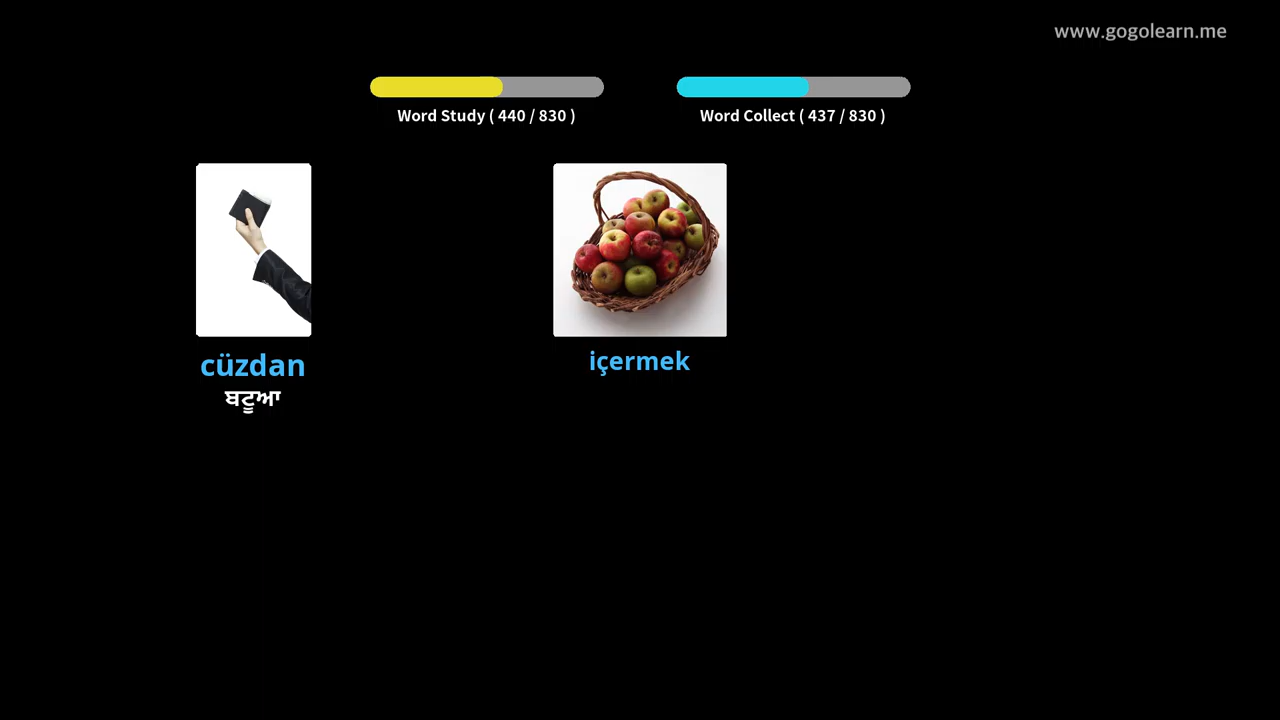 www.gogolearn.me
Word Study ( 440 / 830 )
Word Collect ( 437 / 830 )
cüzdan
ਬਟੂਆ
içermek